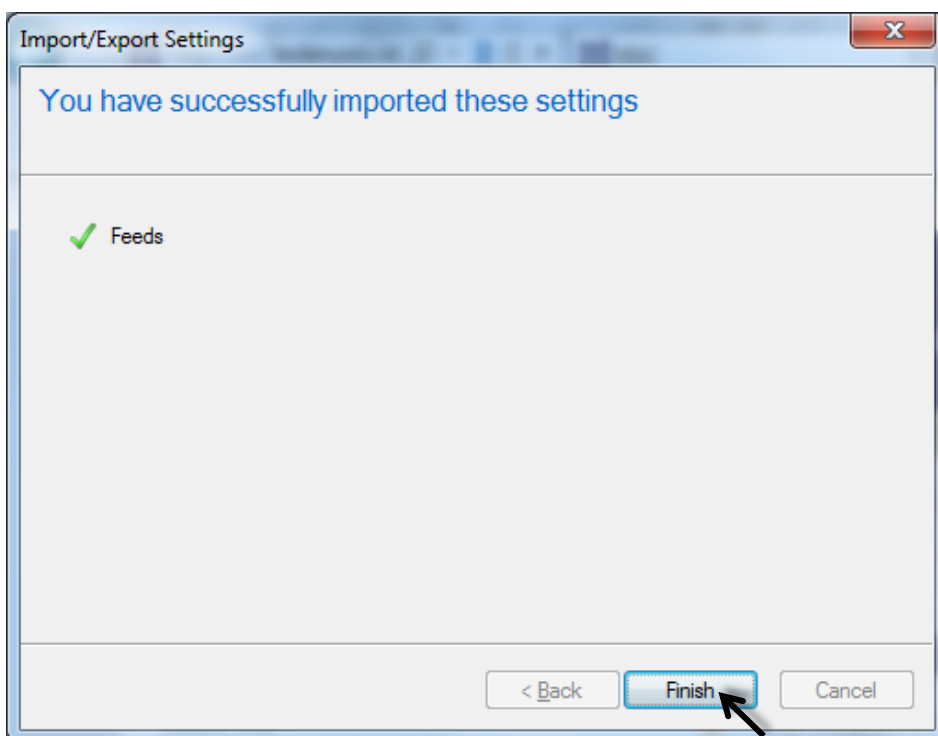 Import/Export Settings
You have successfully imported these settings
Feeds
< Back
Finish
Cancel